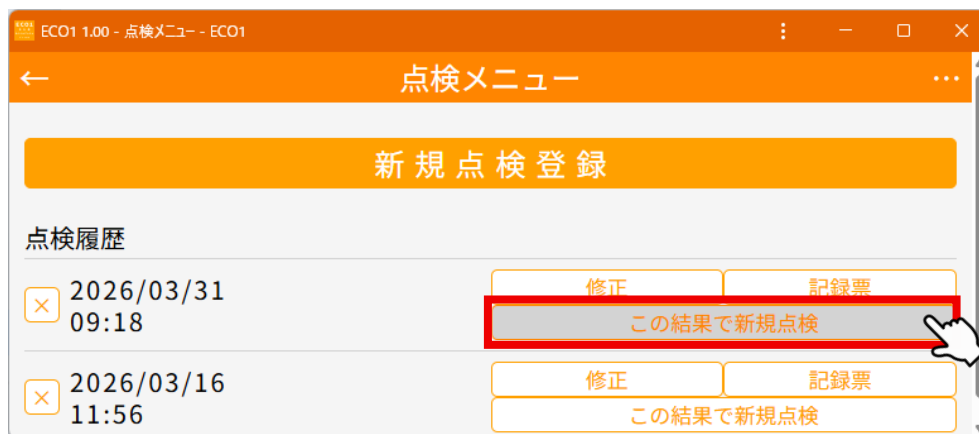 ECO1 1.00 - 点検メニュー - ECO1
点検メニュー
新規点検登録
点検履歴
2026/03/31
09:18
修正
記録票
この結果で新規点検
2026/03/16
11:56
修正
記録票
この結果で新規点検